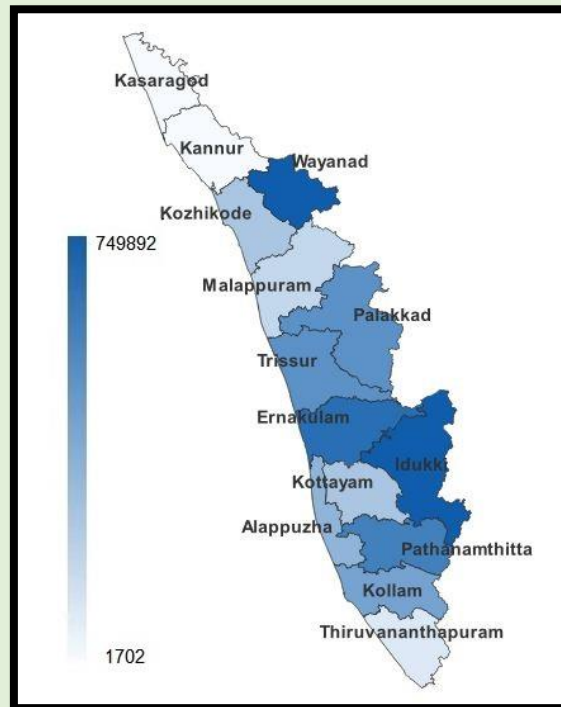 Kasaragod
Kannur
Wayanad
Kozhikode
749892
Malappuram
Palakkad
Trissur
Ernakulam
Idukki
Kottayam
Alappuzha
Pathanamthitta
Kollam
Thiruvananthapuram
1702